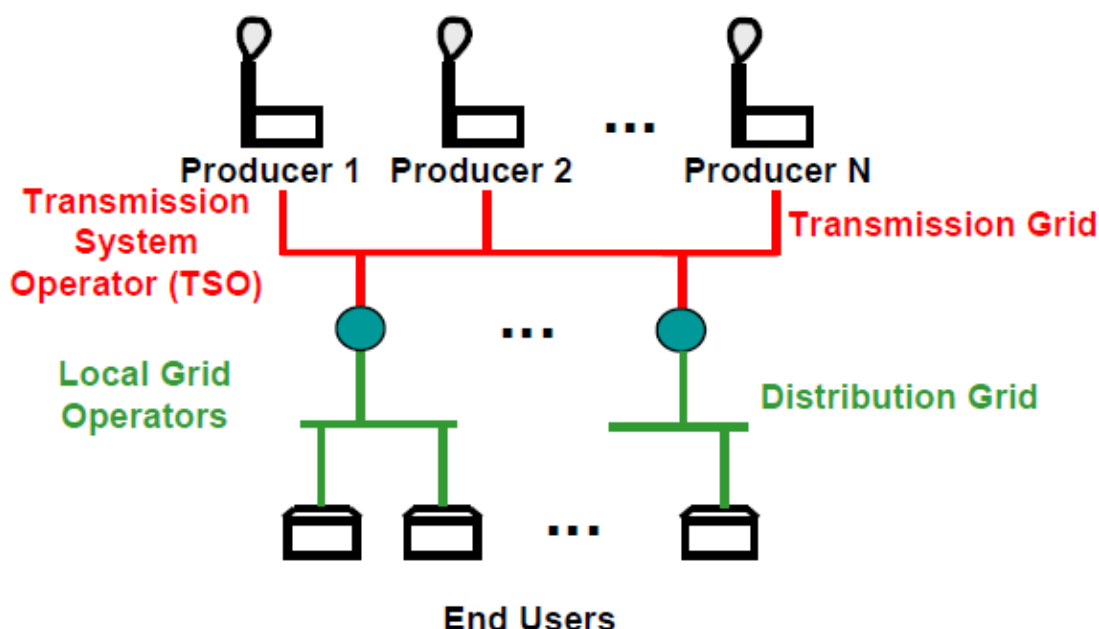 ...
Producer 1 Producer 2 Producer N
Transmission
System
Operator (TSO)
Transmission Grid
...
Local Grid
Operators
Distribution Grid
...
End Users